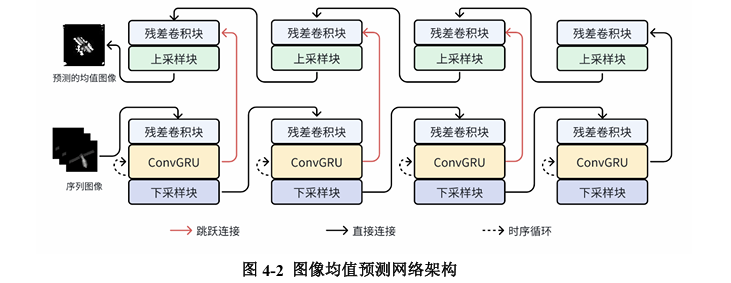 残差卷积块 残差卷积块 残差卷积块 残差卷积块
上采样块 上采样块 上采样块 上采样块
预测的均值图像
残差卷积块 残差卷积块 残差卷积块 残差卷积块
ConvGRU ConvGRU ConvGRU ConvGRU
序列图像
下采样块 下采样块 下采样块 下采样块
跳跃连接 直接连接 时序循环
图 4-2 图像均值预测网络架构